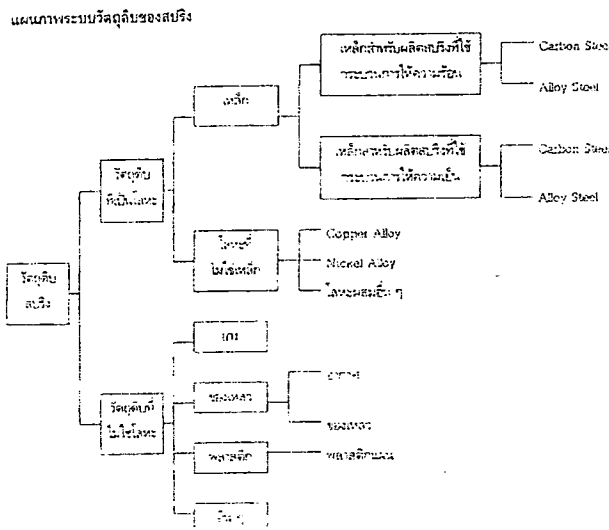 แผนภาพระบบวัตถุดิบของสปริง
เหล็กสำหรับผลิตสปริงที่ใช้
กระบวนการให้ความร้อน
Carbon Steel
Alloy Steel
เหล็ก
เหล็กสำหรับผลิตสปริงที่ใช้
กระบวนการให้ความเย็น
Carbon Steel
Alloy Steel
วัตถุดิบ
ที่เป็นโลหะ
โลหะที่
ไม่ใช่เหล็ก
Copper Alloy
Nickel Alloy
โลหะผสมอื่น ๆ
วัตถุดิบ
สปริง
วัตถุดิบที่
ไม่ใช่โลหะ
ของเหลว
ของเหลว
พลาสติก
อื่น ๆ